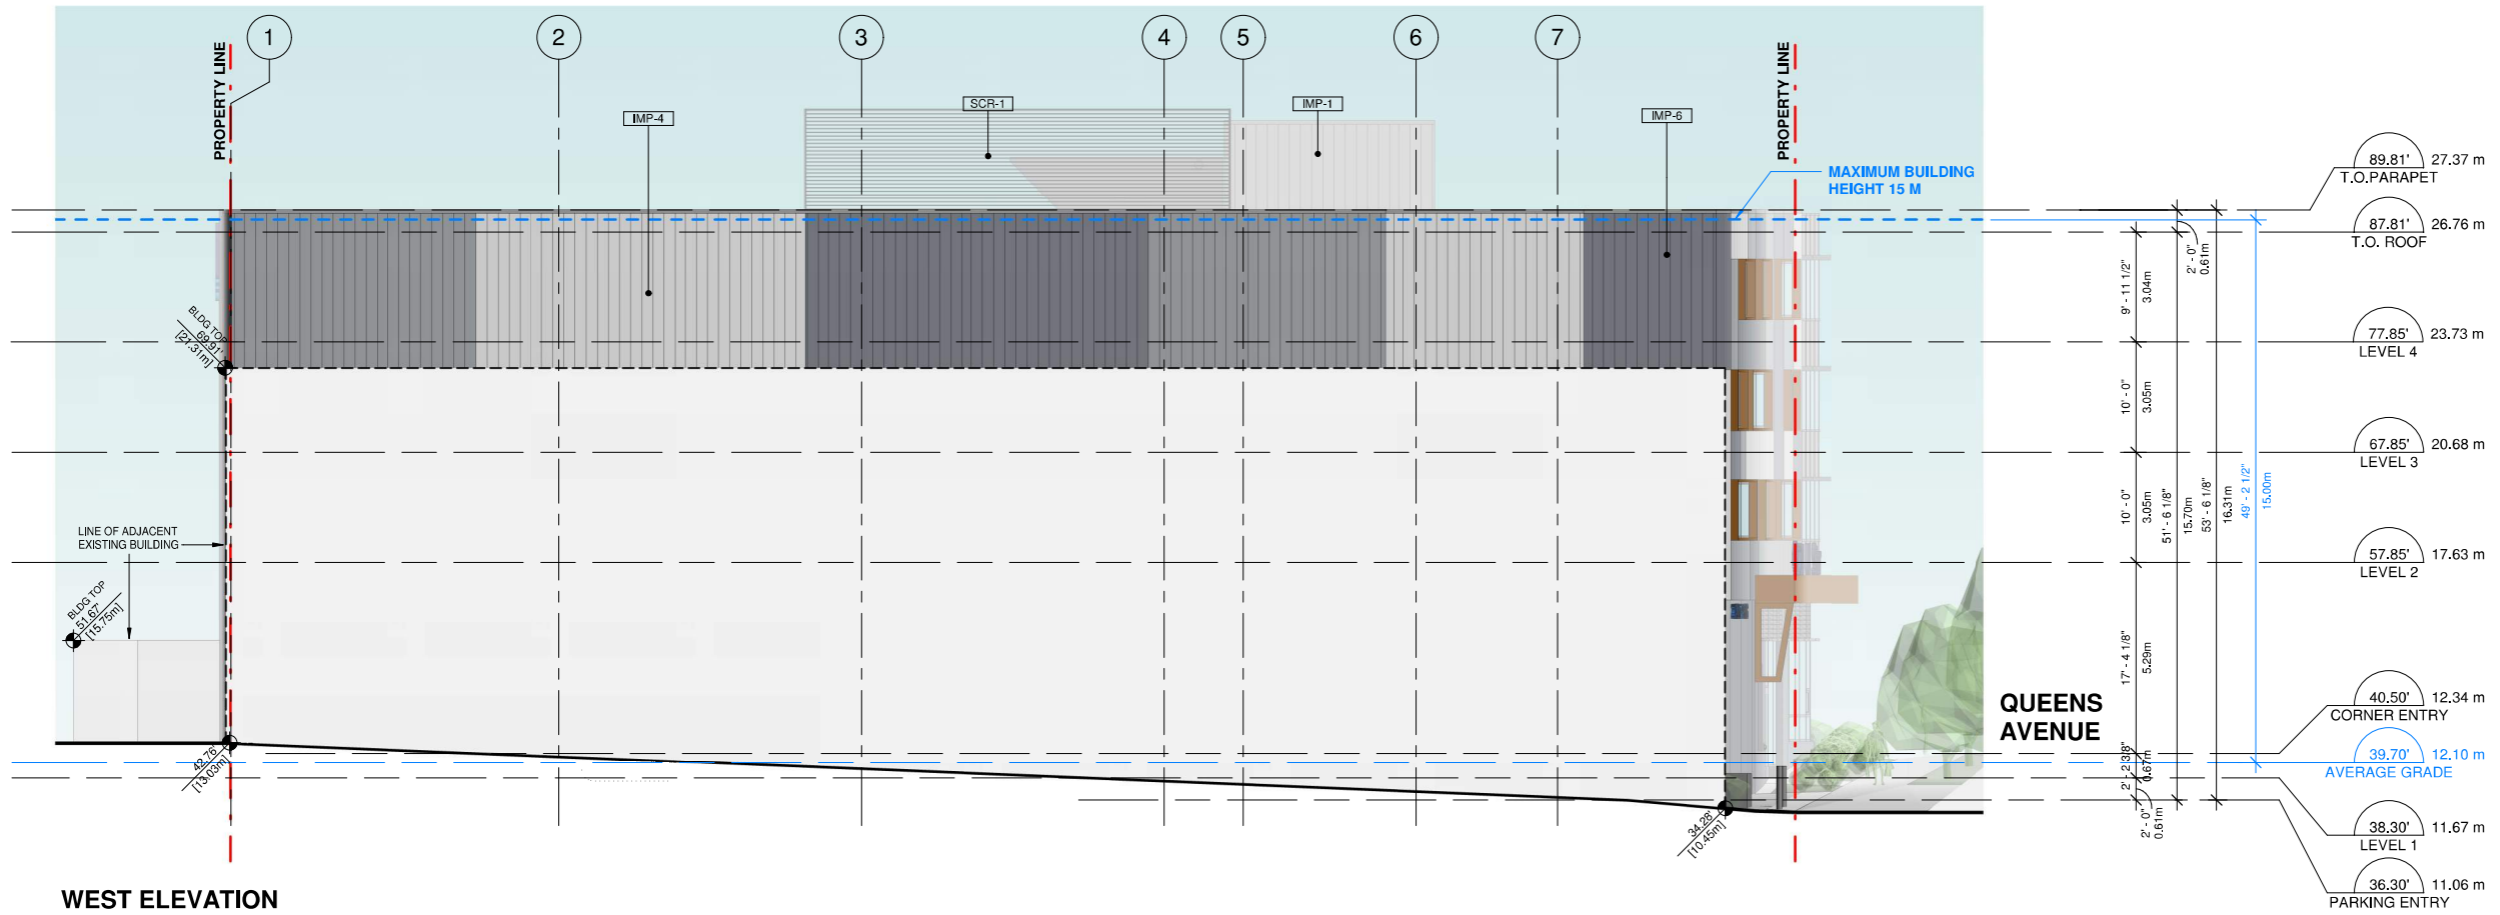 1
2
3
4
5
6
7
PROPERTY LINE
PROPERTY LINE
SCR-1
IMP-1
IMP-4
IMP-6
MAXIMUM BUILDING
HEIGHT 15 M
89.81' 27.37 m
T.O.PARAPET
87.81' 26.76 m
T.O. ROOF
77.85' 23.73 m
LEVEL 4
67.85' 20.68 m
LEVEL 3
57.85' 17.63 m
LEVEL 2
40.50' 12.34 m
CORNER ENTRY
39.70' 12.10 m
AVERAGE GRADE
38.30' 11.67 m
LEVEL 1
36.30' 11.06 m
PARKING ENTRY
9' - 11 1/2"
3.04m
2' - 0"
0.61m
10' - 0"
3.05m
10' - 0"
3.05m
51' - 6 1/8"
15.70m
53' - 6 1/8"
16.31m
49' - 2 1/2"
15.00m
17' - 4 1/8"
5.29m
2' - 2 3/8"
0.67m
2' - 0"
0.61m
BLDG TOP
69.91'
[21.31m]
LINE OF ADJACENT
EXISTING BUILDING
BLDG TOP
51.67'
[15.75m]
42.76'
[13.03m]
34.28'
[10.45m]
QUEENS
AVENUE
WEST ELEVATION